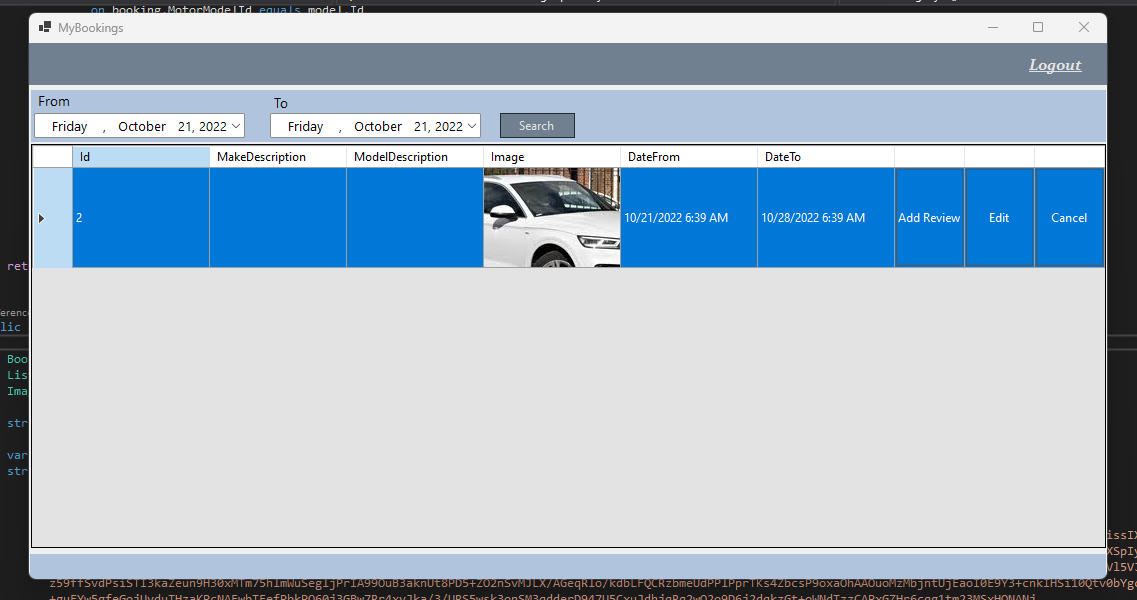 on booking.MotorModelId equals model.Id
MyBookings
Logout
From
To
Friday , October 21, 2022
Friday , October 21, 2022
Search
Id MakeDescription ModelDescription Image DateFrom DateTo
2 10/21/2022 6:39 AM 10/28/2022 6:39 AM Add Review Edit Cancel
ret
lic
Boo
Lis
Ima
str
var
str